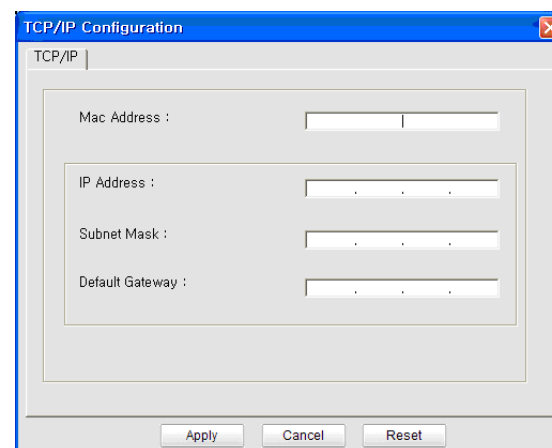 TCP/IP Configuration
TCP/IP
Mac Address :
IP Address :
. . .
Subnet Mask :
. . .
Default Gateway :
. . .
Apply Cancel Reset